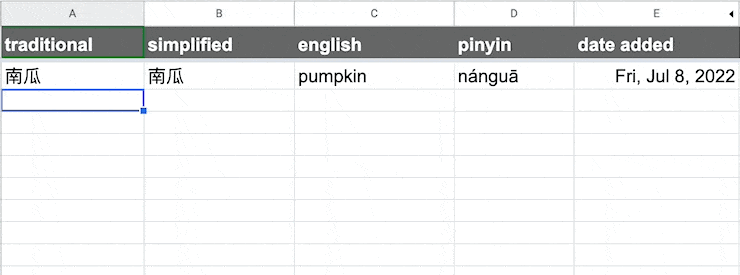 A B C D E
traditional simplified english pinyin date added
南瓜 南瓜 pumpkin nánguā Fri, Jul 8, 2022